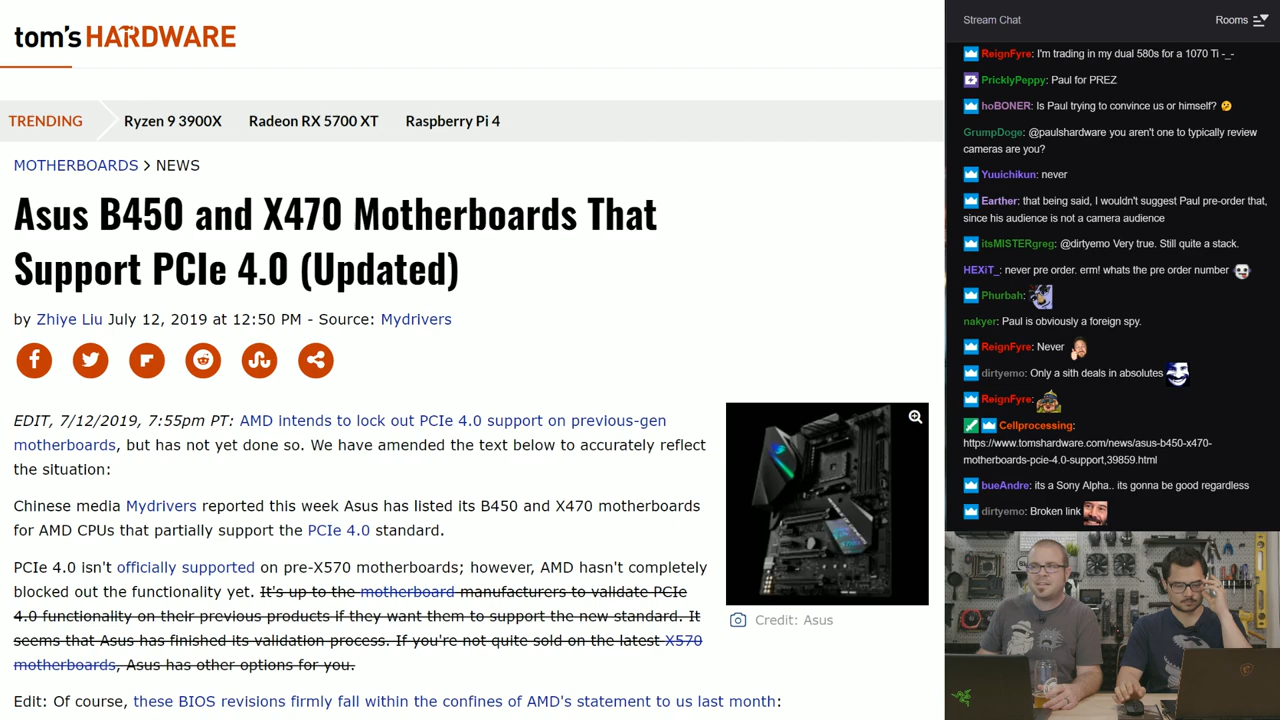 tom's HARDWARE
TRENDING
Ryzen 9 3900X
Radeon RX 5700 XT
Raspberry Pi 4
MOTHERBOARDS > NEWS
Asus B450 and X470 Motherboards That
Support PCIe 4.0 (Updated)
by Zhiye Liu July 12, 2019 at 12:50 PM - Source: Mydrivers
EDIT, 7/12/2019, 7:55pm PT: AMD intends to lock out PCIe 4.0 support on previous-gen
motherboards, but has not yet done so. We have amended the text below to accurately reflect
the situation:
Chinese media Mydrivers reported this week Asus has listed its B450 and X470 motherboards
for AMD CPUs that partially support the PCIe 4.0 standard.
PCIe 4.0 isn't officially supported on pre-X570 motherboards; however, AMD hasn't completely
blocked out the functionality yet. It's up to the motherboard manufacturers to validate PCIe
4.0 functionality on their previous products if they want them to support the new standard. It
seems that Asus has finished its validation process. If you're not quite sold on the latest X570
motherboards, Asus has other options for you.
Edit: Of course, these BIOS revisions firmly fall within the confines of AMD's statement to us last month:
Credit: Asus
Stream Chat
Rooms
ReignFyre: I'm trading in my dual 580s for a 1070 Ti -_-
PricklyPeppy: Paul for PREZ
hoBONER: Is Paul trying to convince us or himself?
GrumpDoge: @paulshardware you aren't one to typically review
cameras are you?
Yuuichikun: never
Earther: that being said, I wouldn't suggest Paul pre-order that,
since his audience is not a camera audience
itsMISTERgreg: @dirtyemo Very true. Still quite a stack.
HEXiT_: never pre order. erm! whats the pre order number
Phurbah:
nakyer: Paul is obviously a foreign spy.
ReignFyre: Never
dirtyemo: Only a sith deals in absolutes
ReignFyre:
Cellprocessing:
https://www.tomshardware.com/news/asus-b450-x470-
motherboards-pcie-4.0-support,39859.html
bueAndre: its a Sony Alpha.. its gonna be good regardless
dirtyemo: Broken link